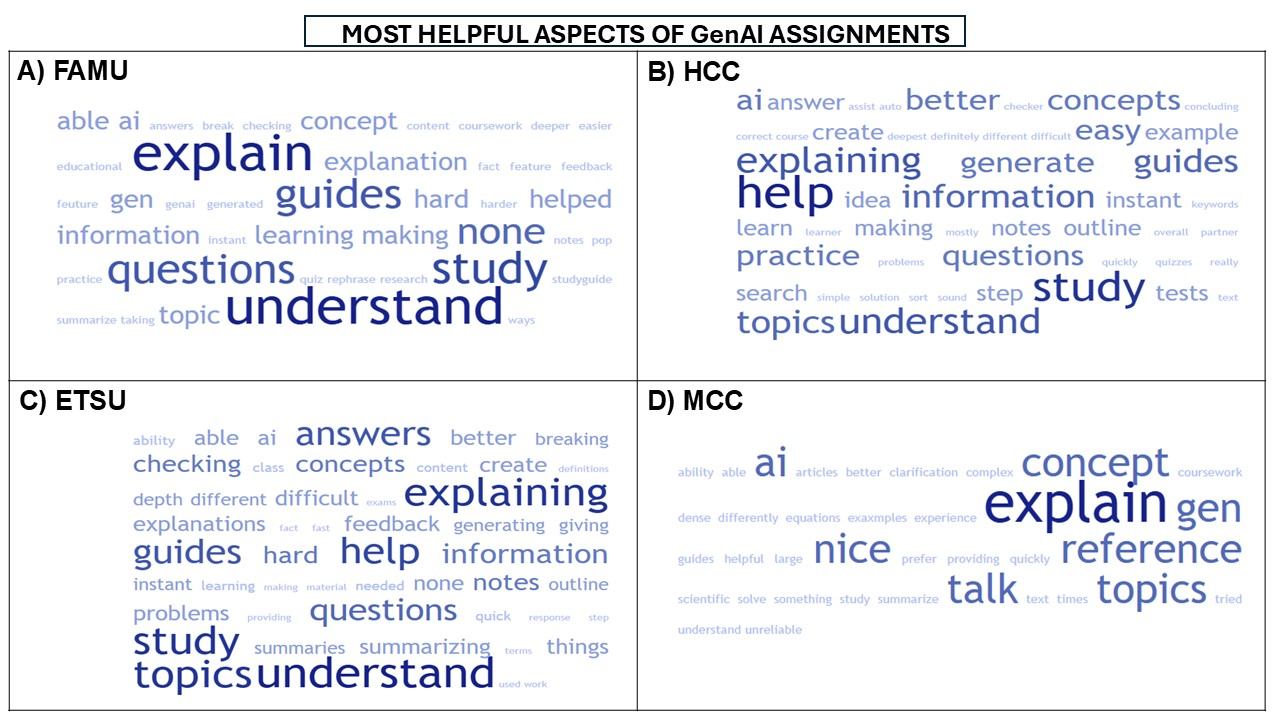 MOST HELPFUL ASPECTS OF GenAI ASSIGNMENTS
A) FAMU
able ai answers break checking concept content coursework deeper easier
educational explain explanation fact feature feedback
feuture gen genai generated guides hard harder helped
information instant learning making none notes pop
practice questions quiz rephrase research study studyguide
summarize taking topic understand ways
B) HCC
ai answer assist auto better checker concepts concluding
correct course create deepest definitely different difficult easy example
explaining generate guides
help idea information instant keywords
learn learner making mostly notes outline overall partner
practice problems questions quickly quizzes really
search simple solution sort sound step study tests text
topics understand
C) ETSU
ability able ai answers better breaking
checking class concepts content create definitions
depth different difficult exams explaining
explanations fact fast feedback generating giving
guides hard help information
instant learning making material needed none notes outline
problems providing questions quick response step
study summaries summarizing terms things
topics understand used work
D) MCC
ability able ai articles better clarification complex concept coursework
dense differently equations exaxmples experience explain gen
guides helpful large nice prefer providing quickly reference
scientific solve something study summarize talk text times topics tried
understand unreliable